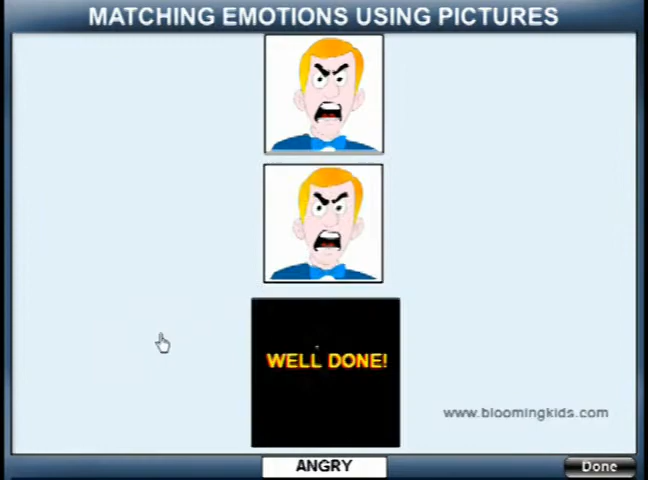 MATCHING EMOTIONS USING PICTURES
WELL DONE!
www.bloomingkids.com
ANGRY
Done